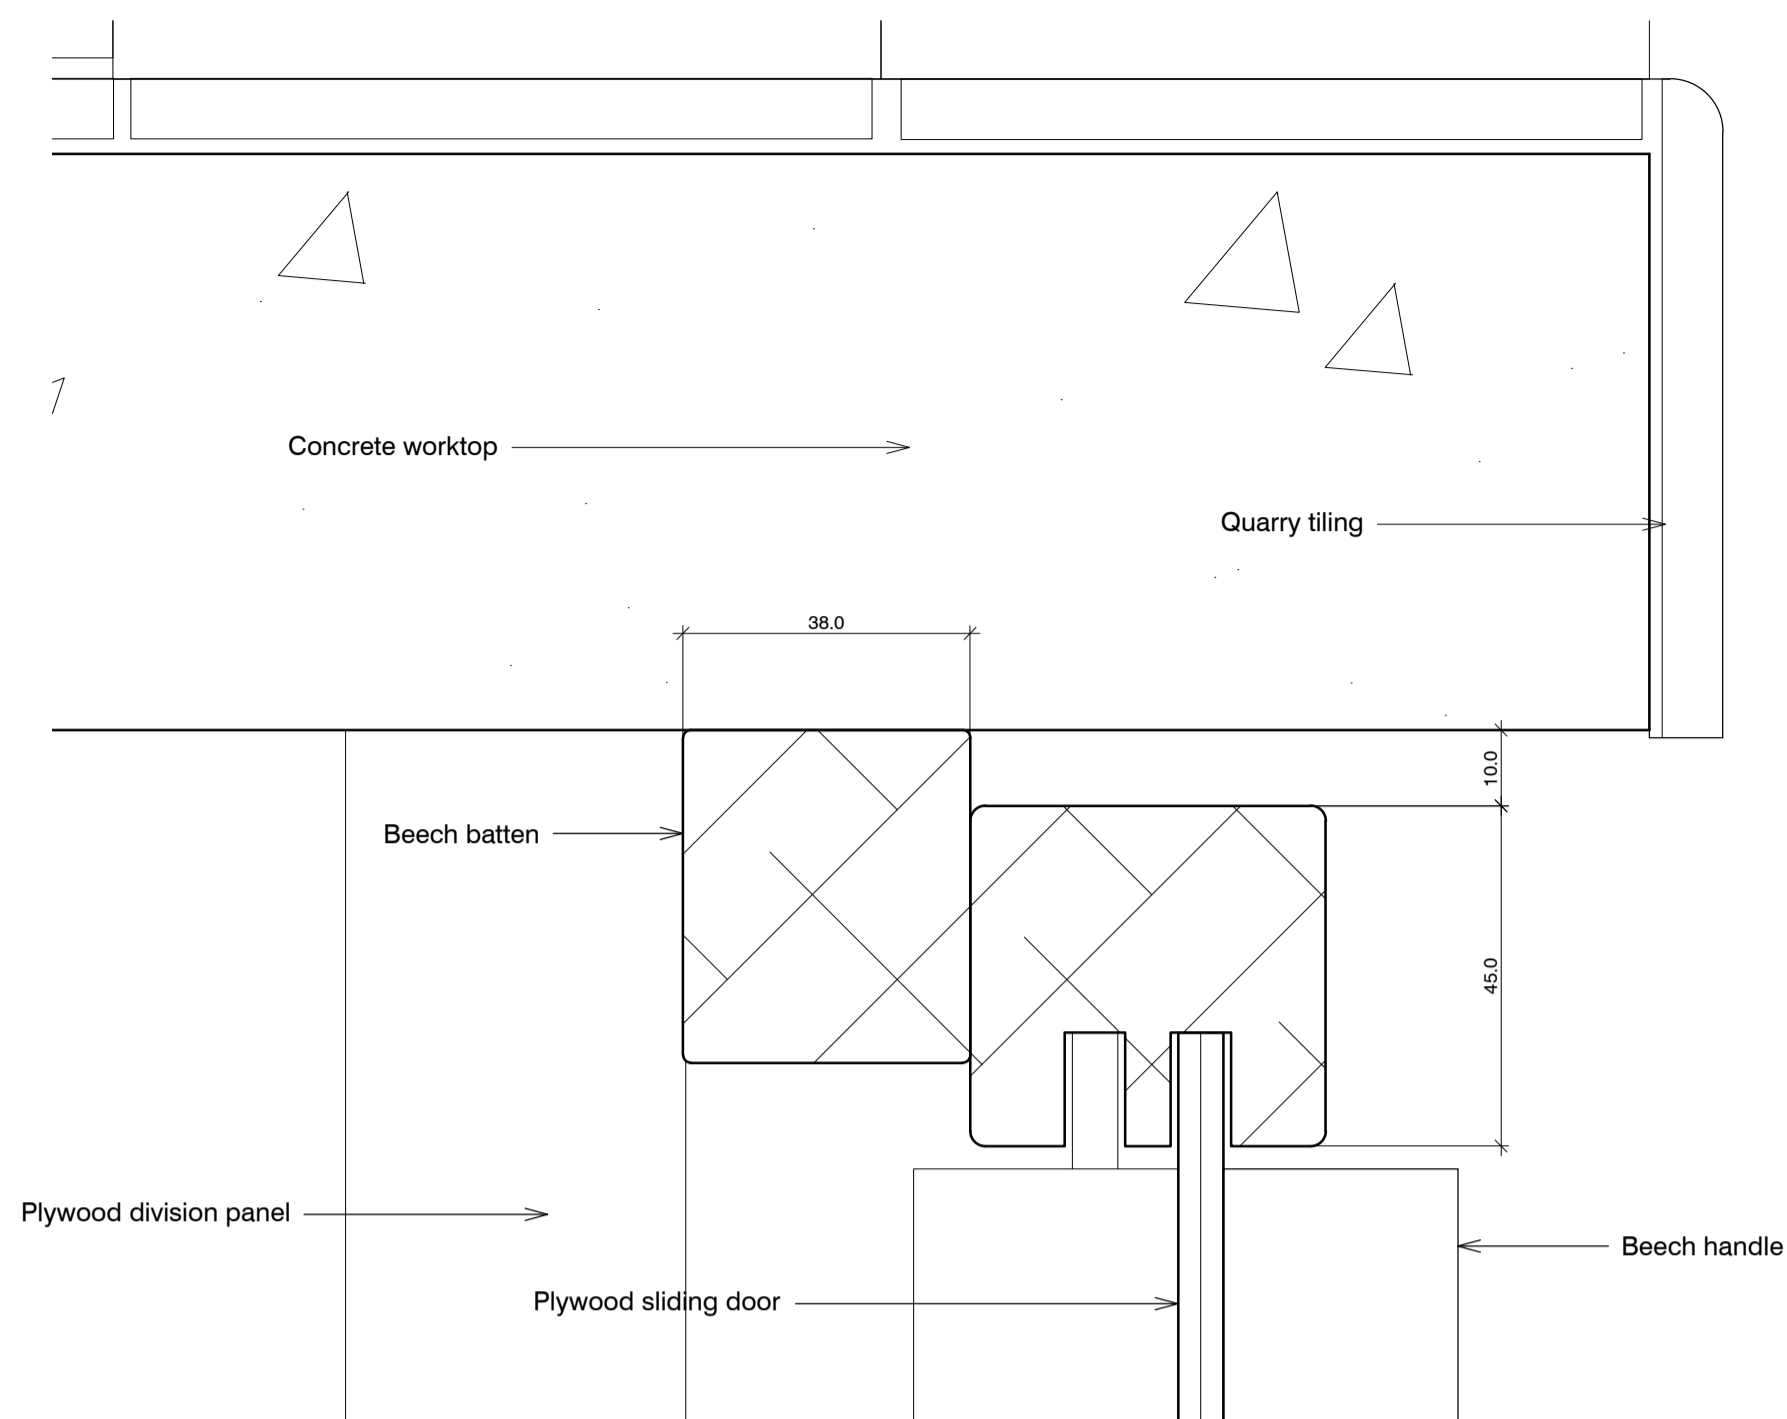 Concrete worktop
Quarry tiling
38.0
10.0
Beech batten
45.0
Plywood division panel
Beech handle
Plywood sliding door